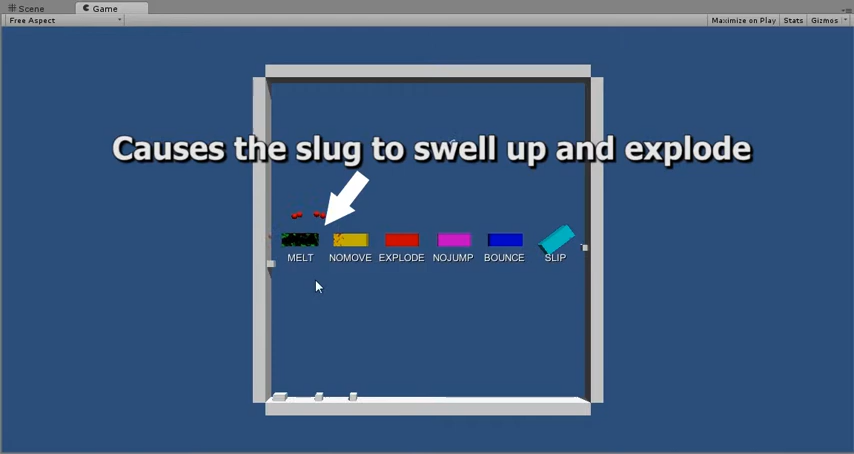 Scene
Game
Free Aspect
Maximize on Play
Stats
Gizmos
Causes the slug to swell up and explode
MELT
NOMOVE
EXPLODE
NOJUMP
BOUNCE
SLIP